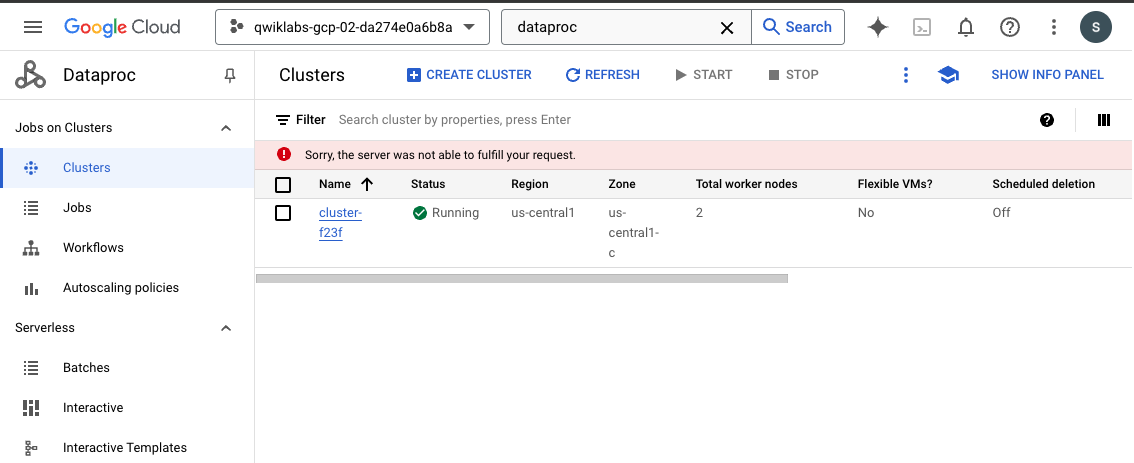 Google Cloud
qwiklabs-gcp-02-da274e0a6b8a
dataproc
Search
S
Dataproc
Clusters
CREATE CLUSTER
REFRESH
START
STOP
SHOW INFO PANEL
Jobs on Clusters
Clusters
Jobs
Workflows
Autoscaling policies
Serverless
Batches
Interactive
Interactive Templates
Filter Search cluster by properties, press Enter
Sorry, the server was not able to fulfill your request.
Name Status Region Zone Total worker nodes Flexible VMs? Scheduled deletion
cluster- Running us-central1 us- 2 No Off
f23f central1-
c